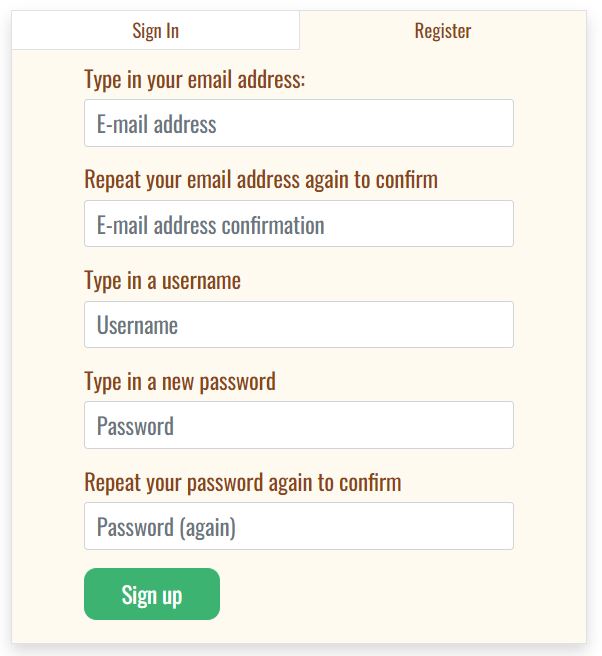 Sign In
Register
Type in your email address:
E-mail address
Repeat your email address again to confirm
E-mail address confirmation
Type in a username
Username
Type in a new password
Password
Repeat your password again to confirm
Password (again)
Sign up